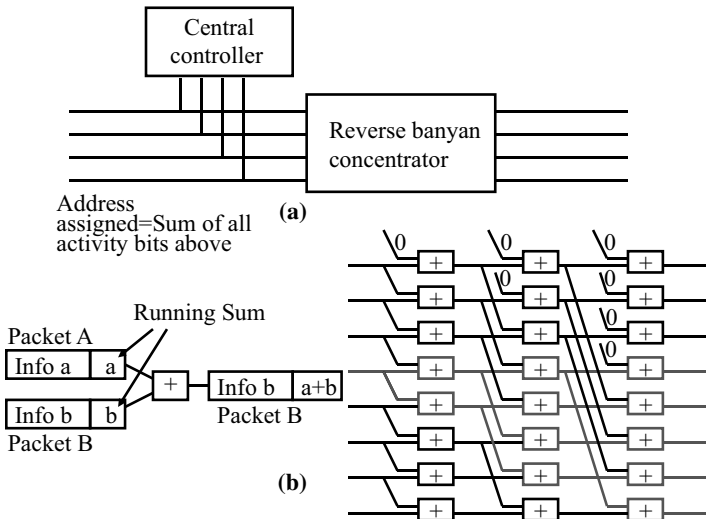 Central
controller
Reverse banyan
concentrator
Address
assigned=Sum of all
activity bits above
(a)
Running Sum
Packet A
Info a a
+
Info b a+b
Packet B
Info b b
Packet B
(b)
0 + 0 + 0 +
+ 0 + 0 +
+ + 0 +
+ + 0 +
+ + +
+ + +
+ + +
+ + +